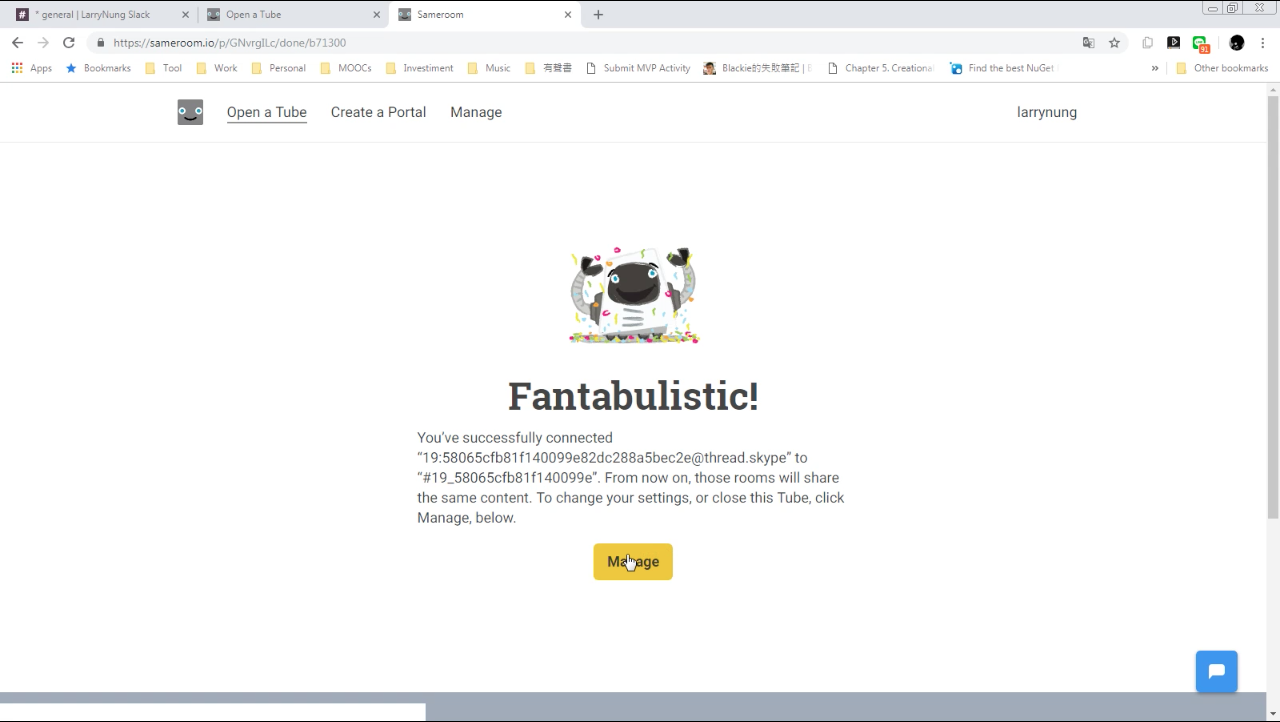 * general | LarryNung Slack
Open a Tube
Sameroom
https://sameroom.io/p/GNvrgILc/done/b71300
91
Apps
Bookmarks
Tool
Work
Personal
MOOCs
Investiment
Music
有聲書
Submit MVP Activity
Blackie的失敗筆記 |
Chapter 5. Creationa
Find the best NuGet
»
Other bookmarks
Open a Tube
Create a Portal
Manage
larrynung
Fantabulistic!
You've successfully connected
“19:58065cfb81f140099e82dc288a5bec2e@thread.skype” to
“#19_58065cfb81f140099e”. From now on, those rooms will share
the same content. To change your settings, or close this Tube, click
Manage, below.
Manage